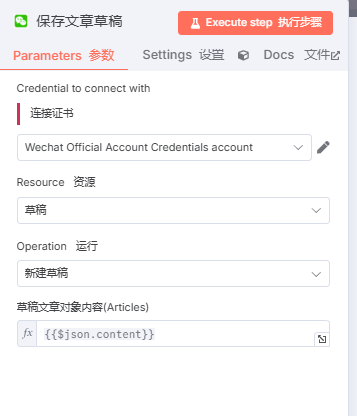 保存文章草稿
Execute step 执行步骤
Parameters 参数 Settings 设置 Docs 文件
Credential to connect with
连接证书
Wechat Official Account Credentials account
Resource 资源
草稿
Operation 运行
新建草稿
草稿文章对象内容(Articles)
fx {{$json.content}}